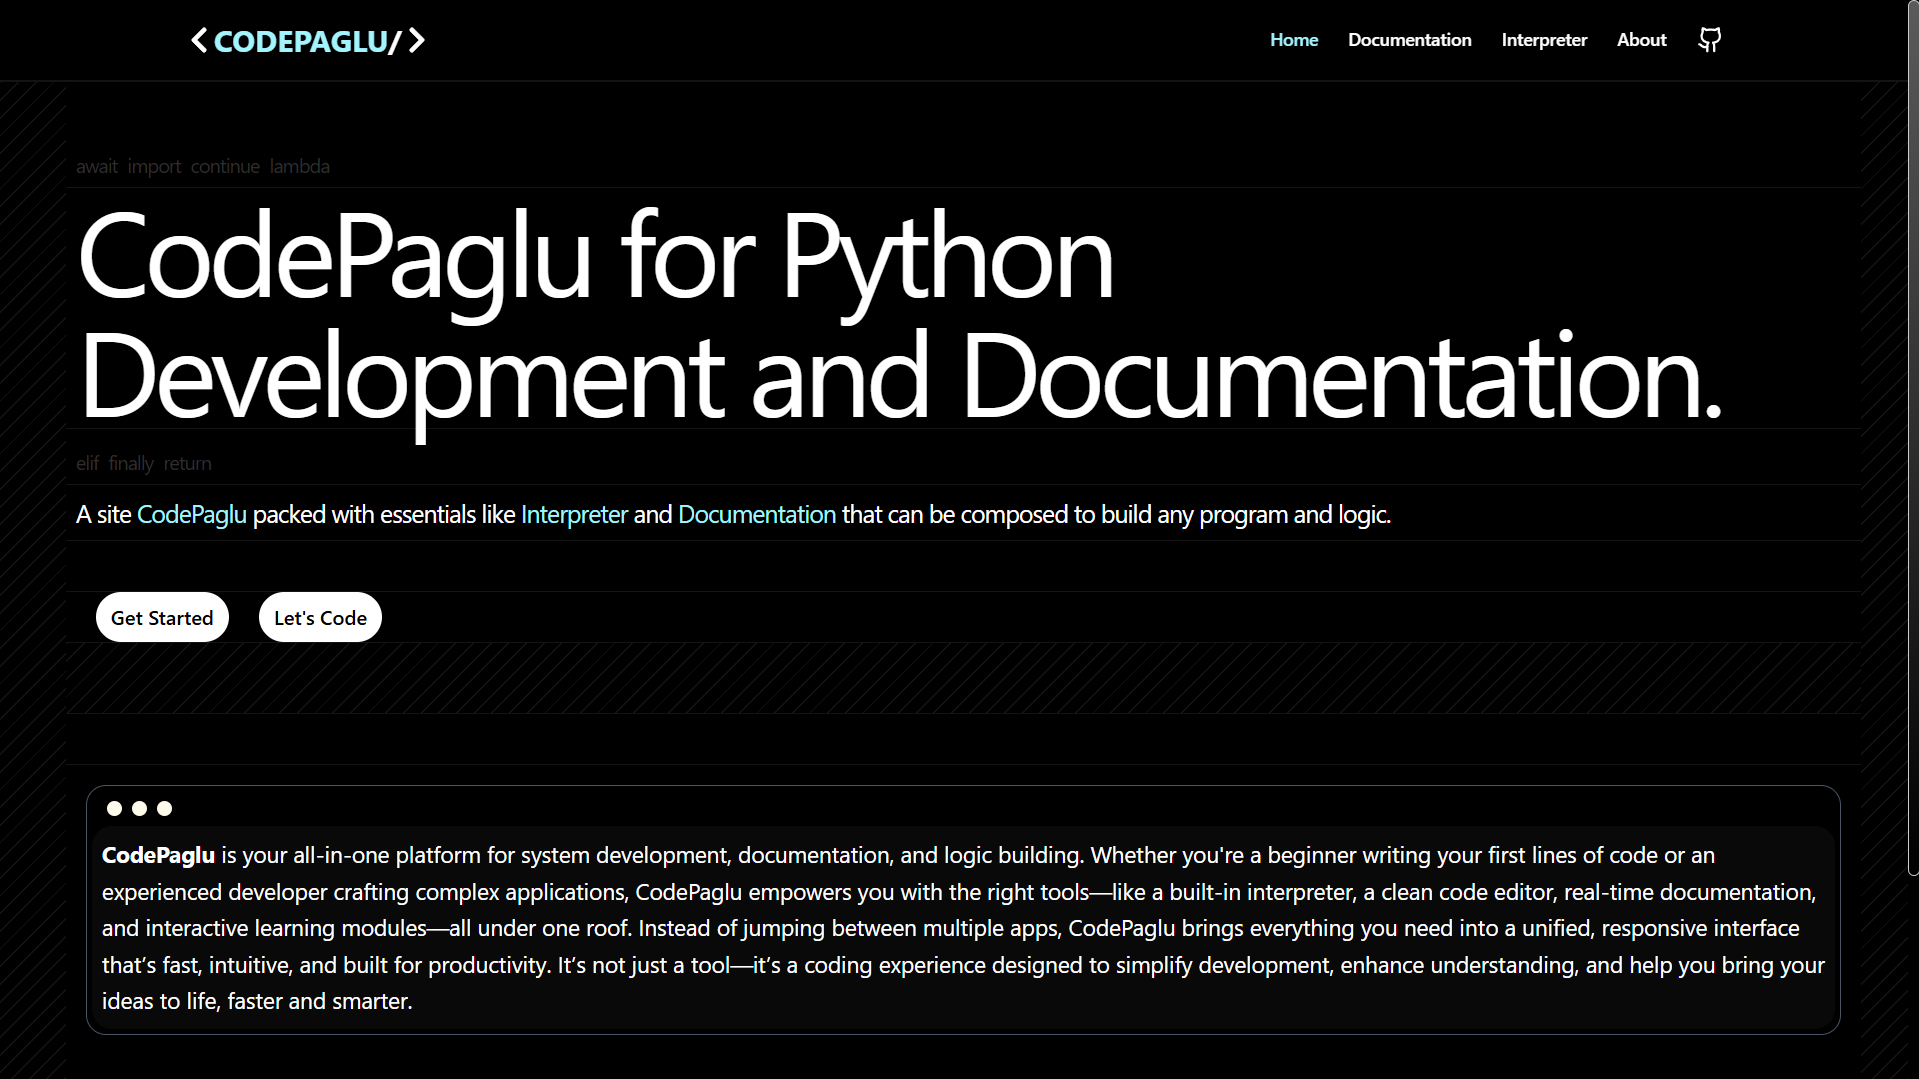 <CODEPAGLU/>
Home Documentation Interpreter About
await import continue lambda
CodePaglu for Python
Development and Documentation.
elif finally return
A site CodePaglu packed with essentials like Interpreter and Documentation that can be composed to build any program and logic.
Get Started Let's Code
CodePaglu is your all-in-one platform for system development, documentation, and logic building. Whether you're a beginner writing your first lines of code or an
experienced developer crafting complex applications, CodePaglu empowers you with the right tools—like a built-in interpreter, a clean code editor, real-time documentation,
and interactive learning modules—all under one roof. Instead of jumping between multiple apps, CodePaglu brings everything you need into a unified, responsive interface
that’s fast, intuitive, and built for productivity. It’s not just a tool—it’s a coding experience designed to simplify development, enhance understanding, and help you bring your
ideas to life, faster and smarter.